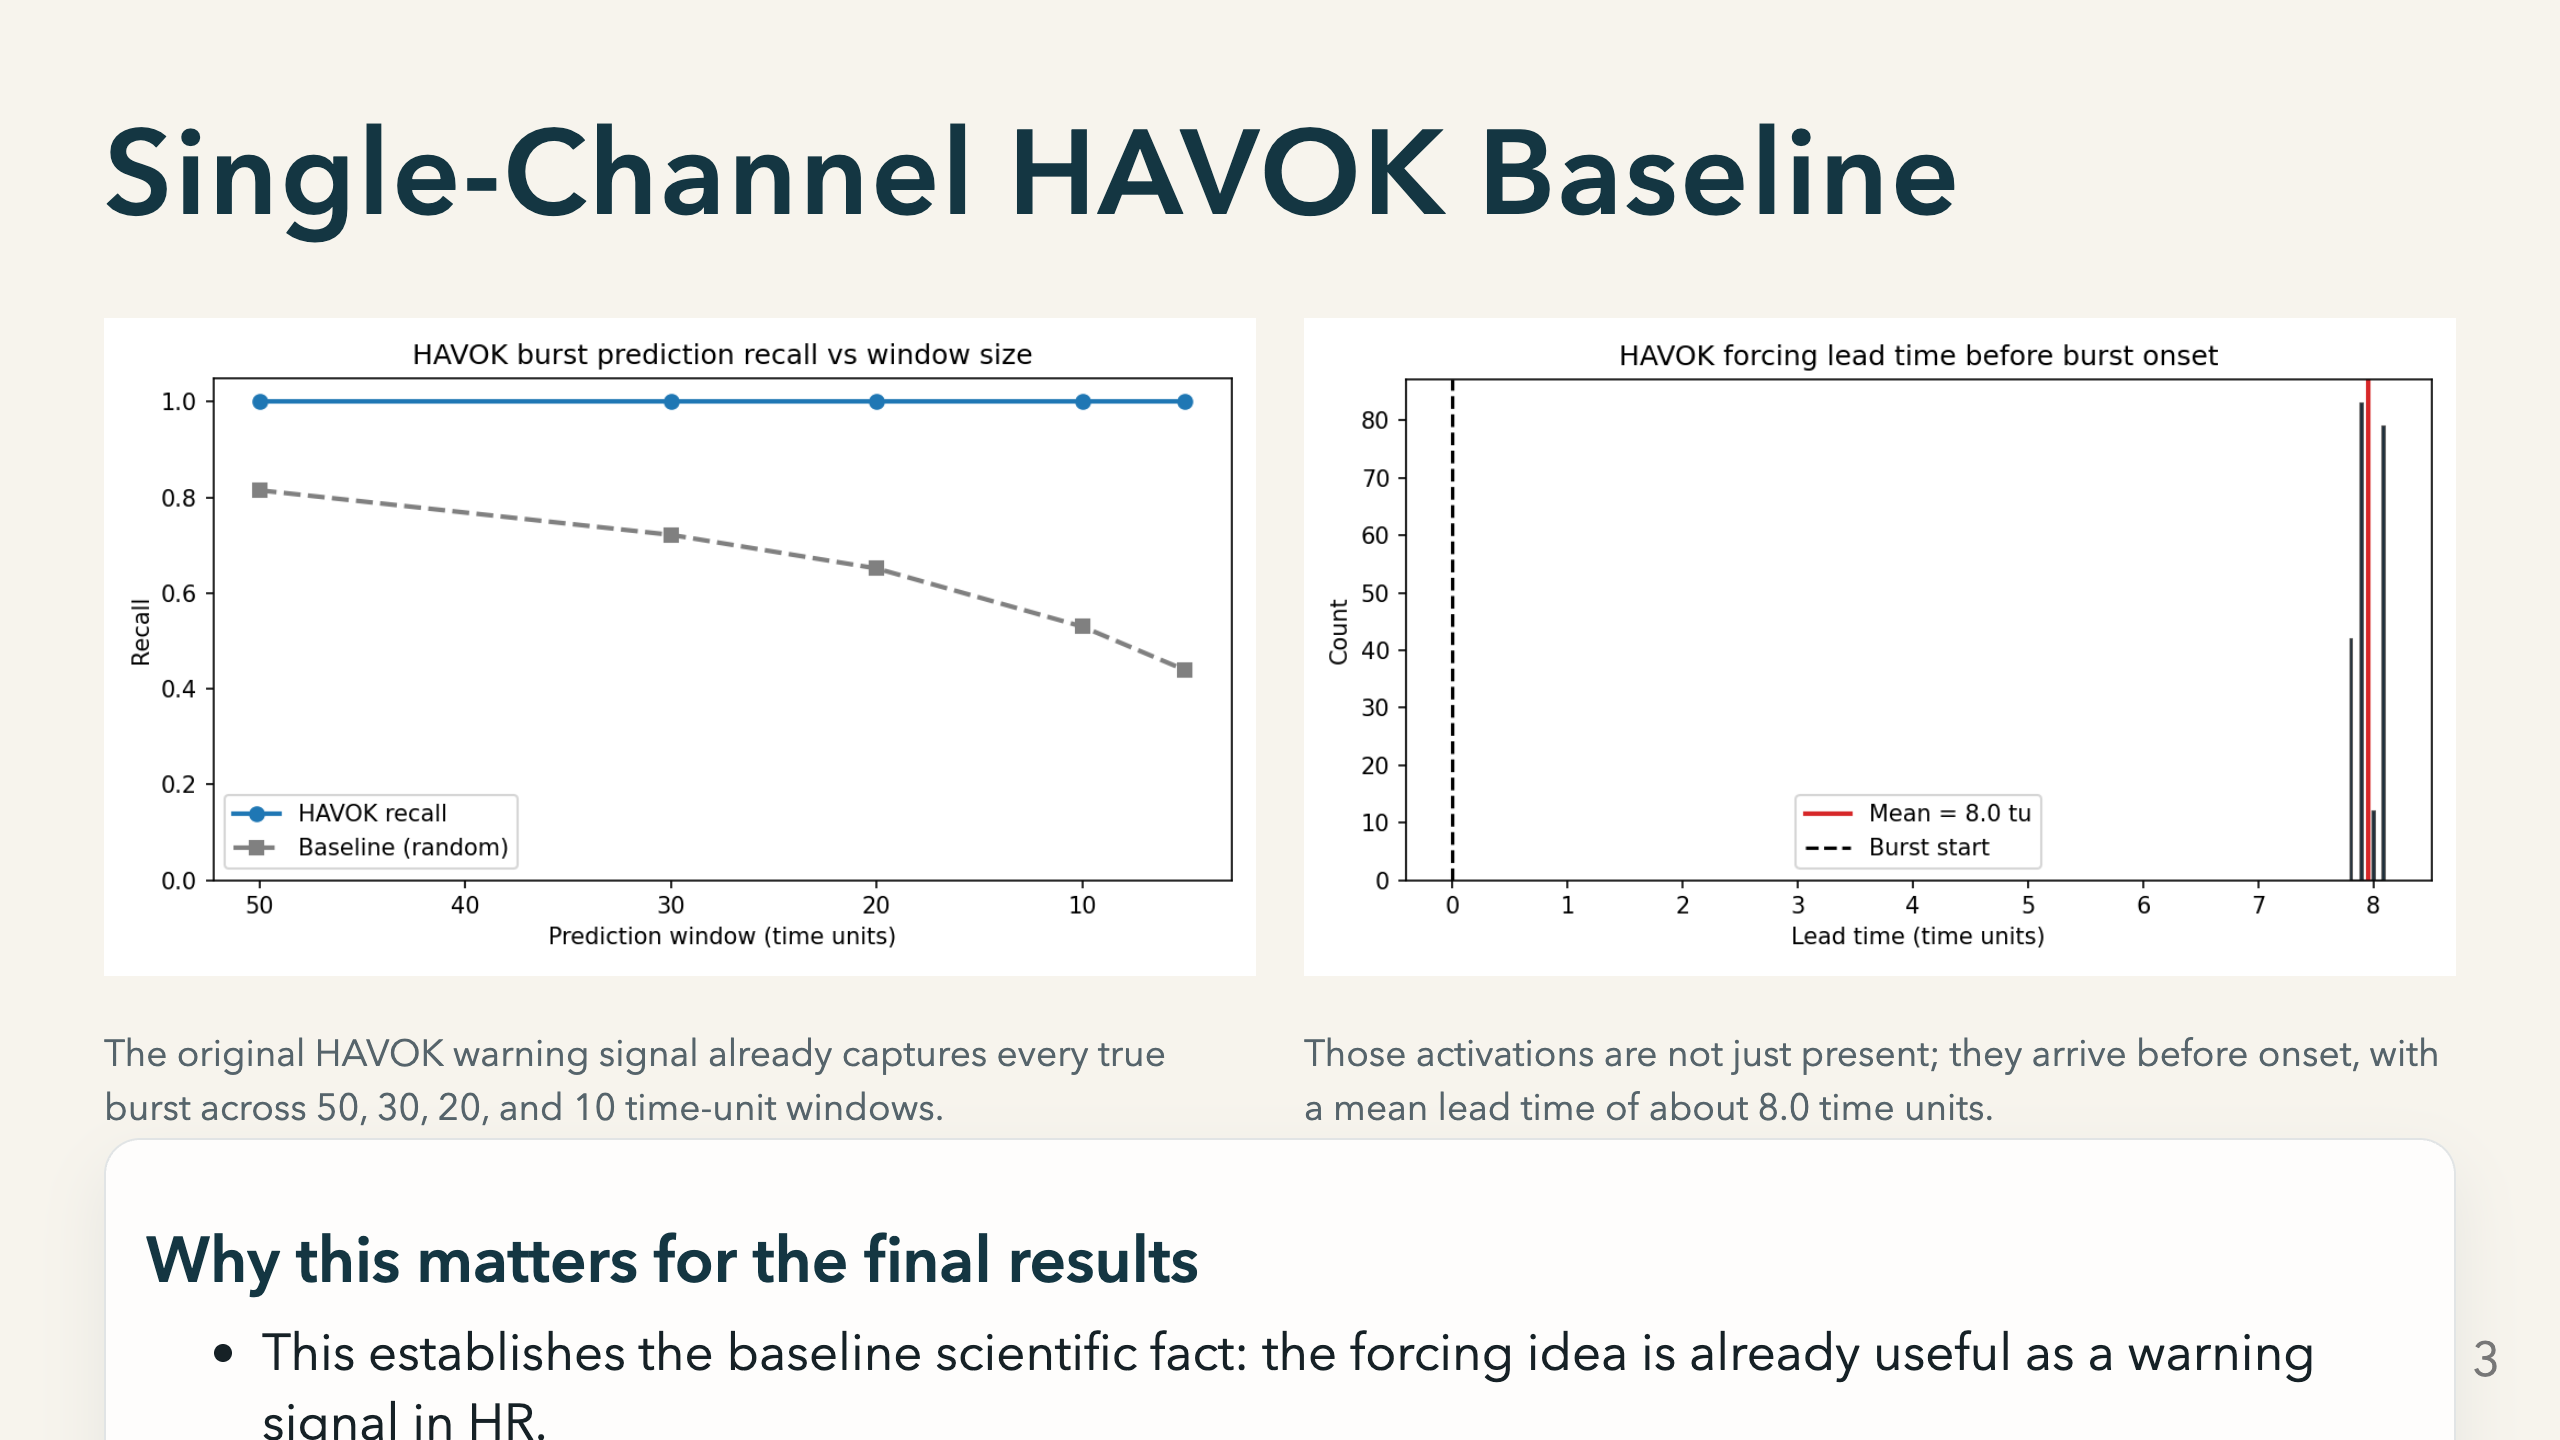 Single-Channel HAVOK Baseline
HAVOK burst prediction recall vs window size
1.0
0.8
0.6
0.4
0.2
0.0
Recall
HAVOK recall
Baseline (random)
50 40 30 20 10
Prediction window (time units)
HAVOK forcing lead time before burst onset
80
70
60
50
40
30
20
10
0
Count
Mean = 8.0 tu
Burst start
0 1 2 3 4 5 6 7 8
Lead time (time units)
The original HAVOK warning signal already captures every true
burst across 50, 30, 20, and 10 time-unit windows.
Those activations are not just present; they arrive before onset, with
a mean lead time of about 8.0 time units.
Why this matters for the final results
• This establishes the baseline scientific fact: the forcing idea is already useful as a warning
signal in HR.
3